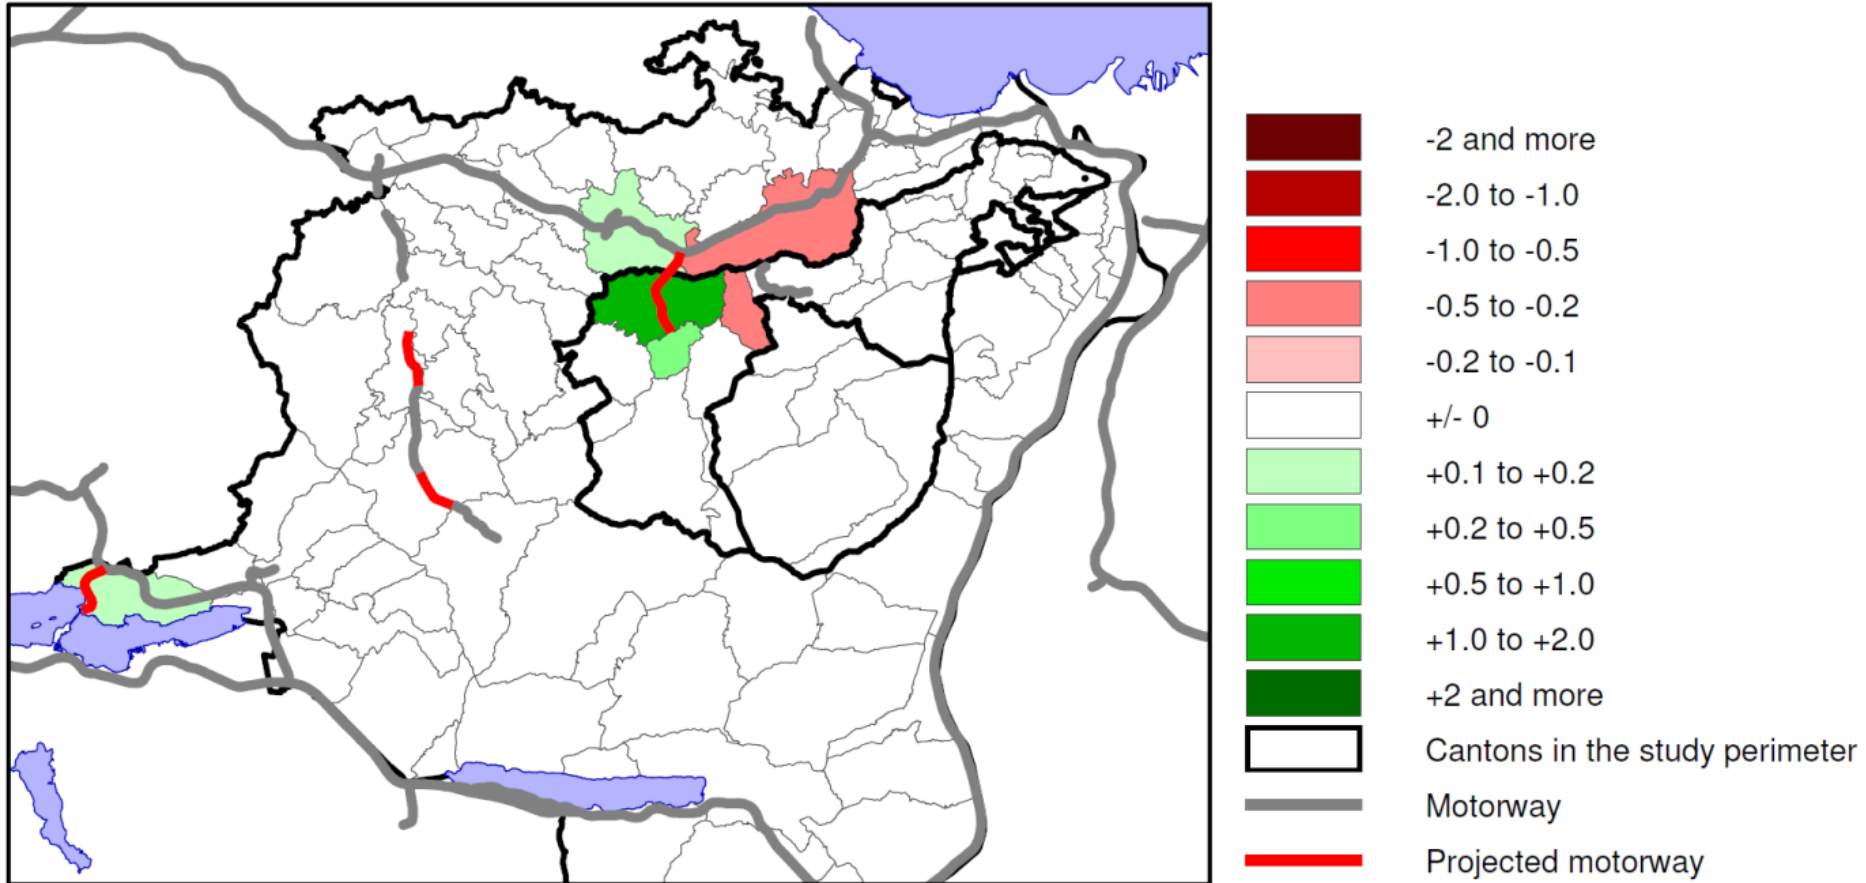 -2 and more
-2.0 to -1.0
-1.0 to -0.5
-0.5 to -0.2
-0.2 to -0.1
+/- 0
+0.1 to +0.2
+0.2 to +0.5
+0.5 to +1.0
+1.0 to +2.0
+2 and more
Cantons in the study perimeter
Motorway
Projected motorway